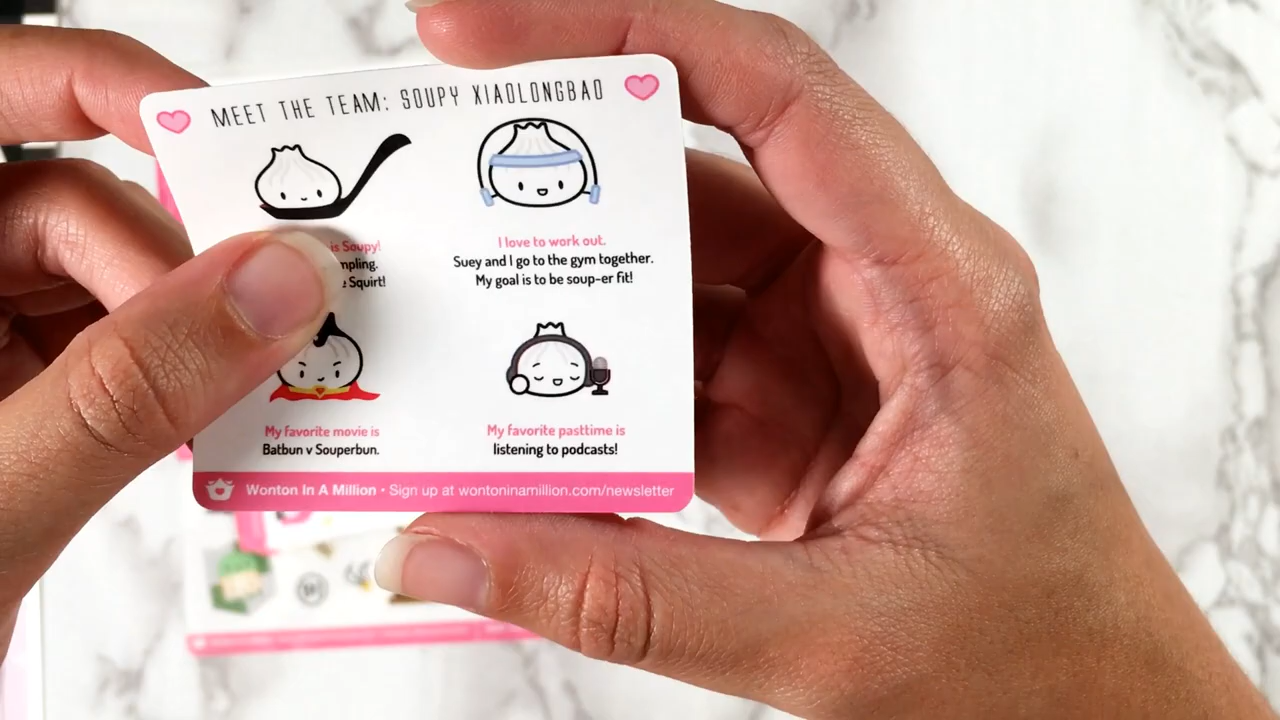 MEET THE TEAM: SOUPY XIAOLONGBAO
is Soupy!
Squirt!
I love to work out.
Suey and I go to the gym together.
My goal is to be soup-er fit!
My favorite movie is
Batbun v Souperbun.
My favorite pasttime is
listening to podcasts!
Wonton In A Million • Sign up at wontoninamillion.com/newsletter